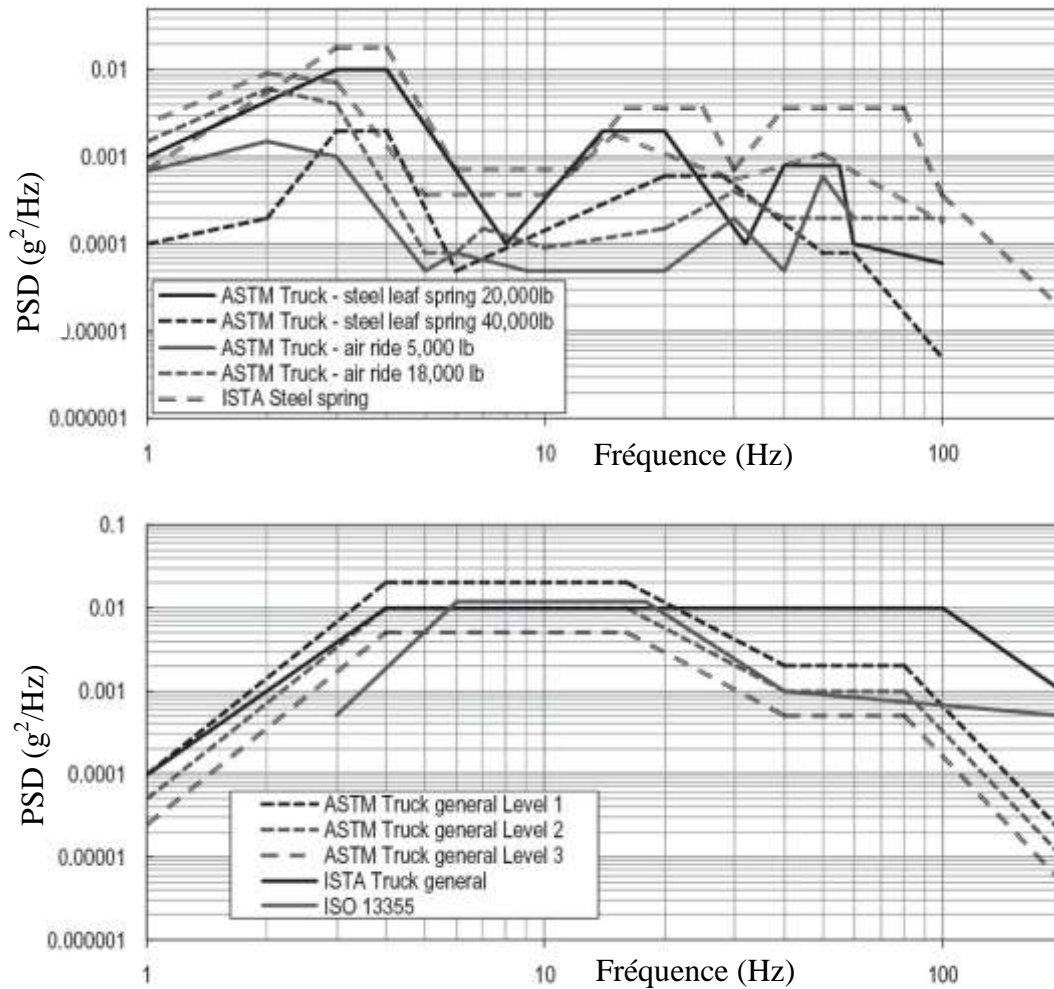 PSD (g²/Hz)
0.01
0.001
0.0001
0.00001
0.000001
ASTM Truck - steel leaf spring 20,000lb
ASTM Truck - steel leaf spring 40,000lb
ASTM Truck - air ride 5,000 lb
ASTM Truck - air ride 18,000 lb
ISTA Steel spring
1
10
Fréquence (Hz)
100
PSD (g²/Hz)
0.1
0.01
0.001
0.0001
0.00001
0.000001
ASTM Truck general Level 1
ASTM Truck general Level 2
ASTM Truck general Level 3
ISTA Truck general
ISO 13355
1
10
Fréquence (Hz)
100